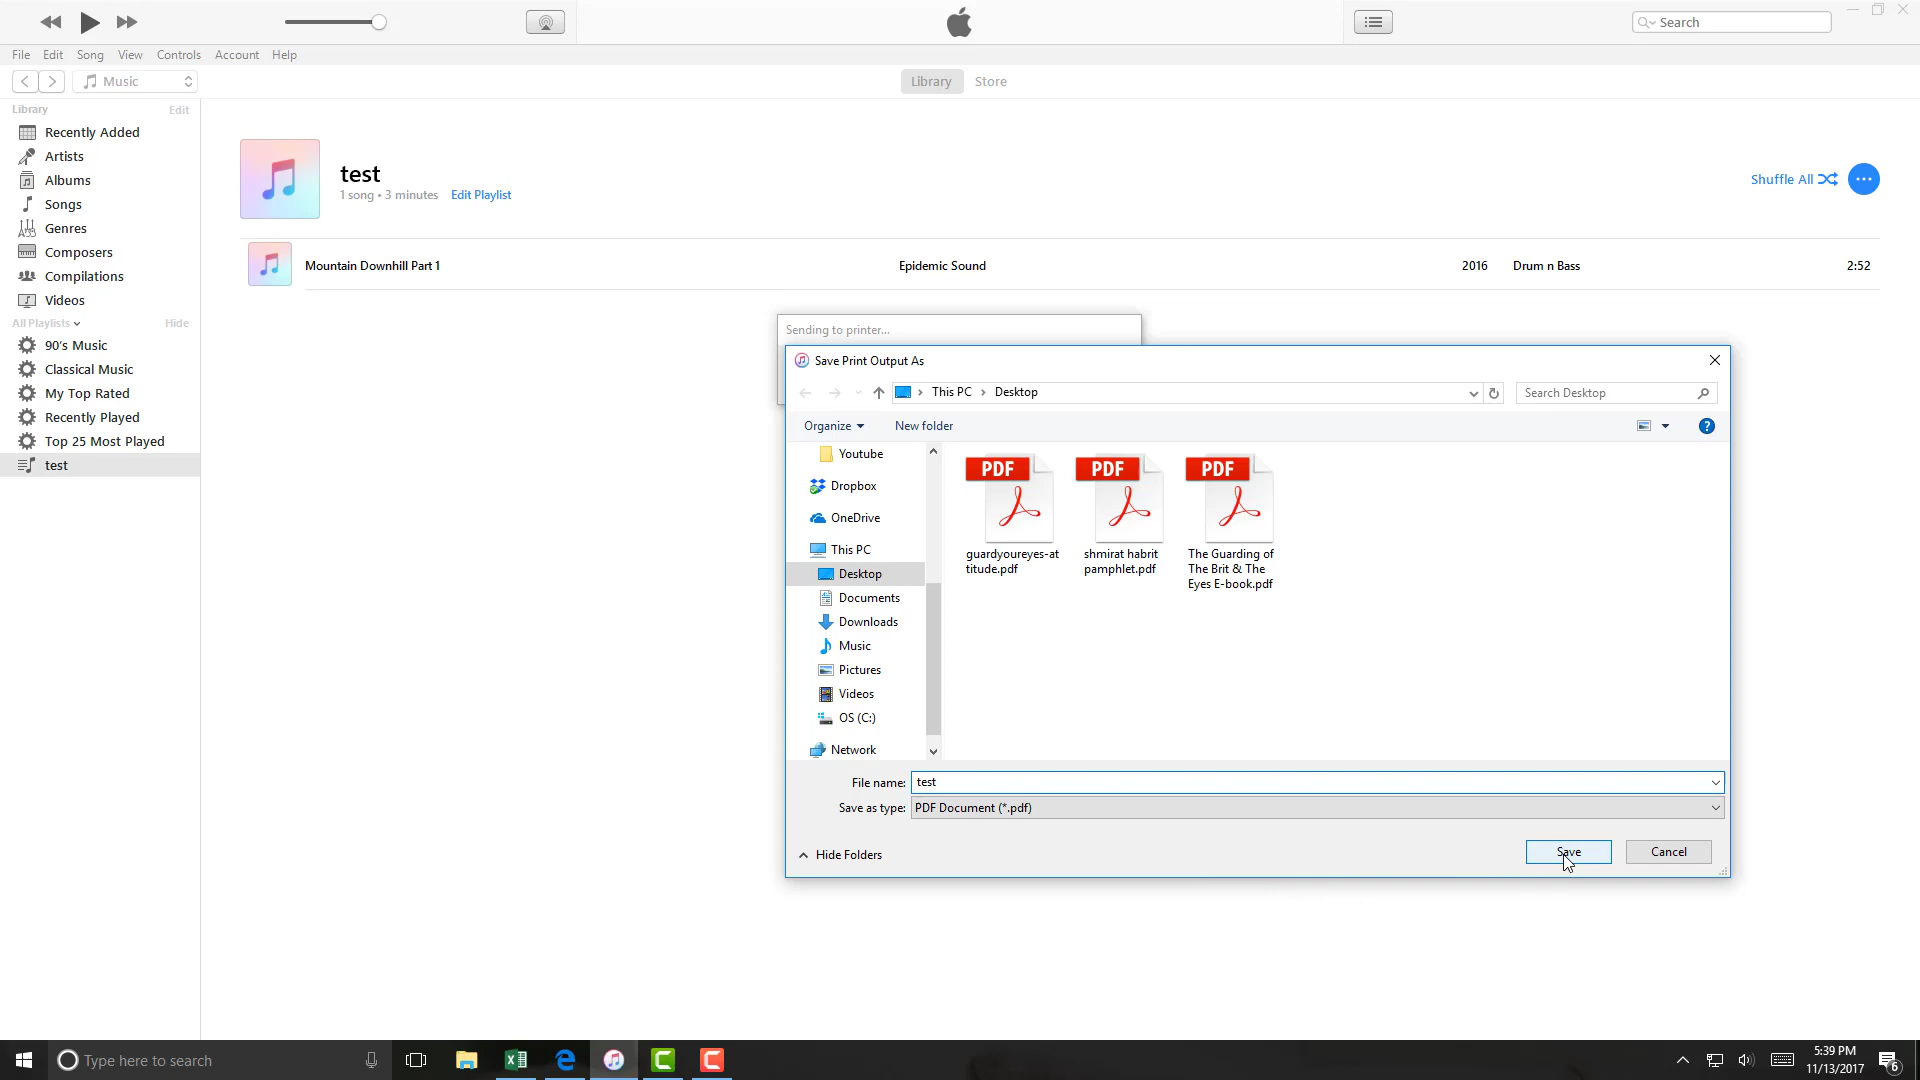 Search
File Edit Song View Controls Account Help
Music
Library Store
Library Edit
Recently Added
Artists
Albums
Songs
Genres
Composers
Compilations
Videos
All Playlists Hide
90's Music
Classical Music
My Top Rated
Recently Played
Top 25 Most Played
test
test
1 song • 3 minutes Edit Playlist
Shuffle All
Mountain Downhill Part 1 Epidemic Sound 2016 Drum n Bass 2:52
Sending to printer...
Save Print Output As
This PC Desktop
Search Desktop
Organize New folder
Youtube
Dropbox
OneDrive
This PC
Desktop
Documents
Downloads
Music
Pictures
Videos
OS (C:)
Network
PDF
guardyoureyes-at
titude.pdf
PDF
shmirat habrit
pamphlet.pdf
PDF
The Guarding of
The Brit & The
Eyes E-book.pdf
File name: test
Save as type: PDF Document (*.pdf)
Hide Folders
Save Cancel
Type here to search
5:39 PM
11/13/2017
6